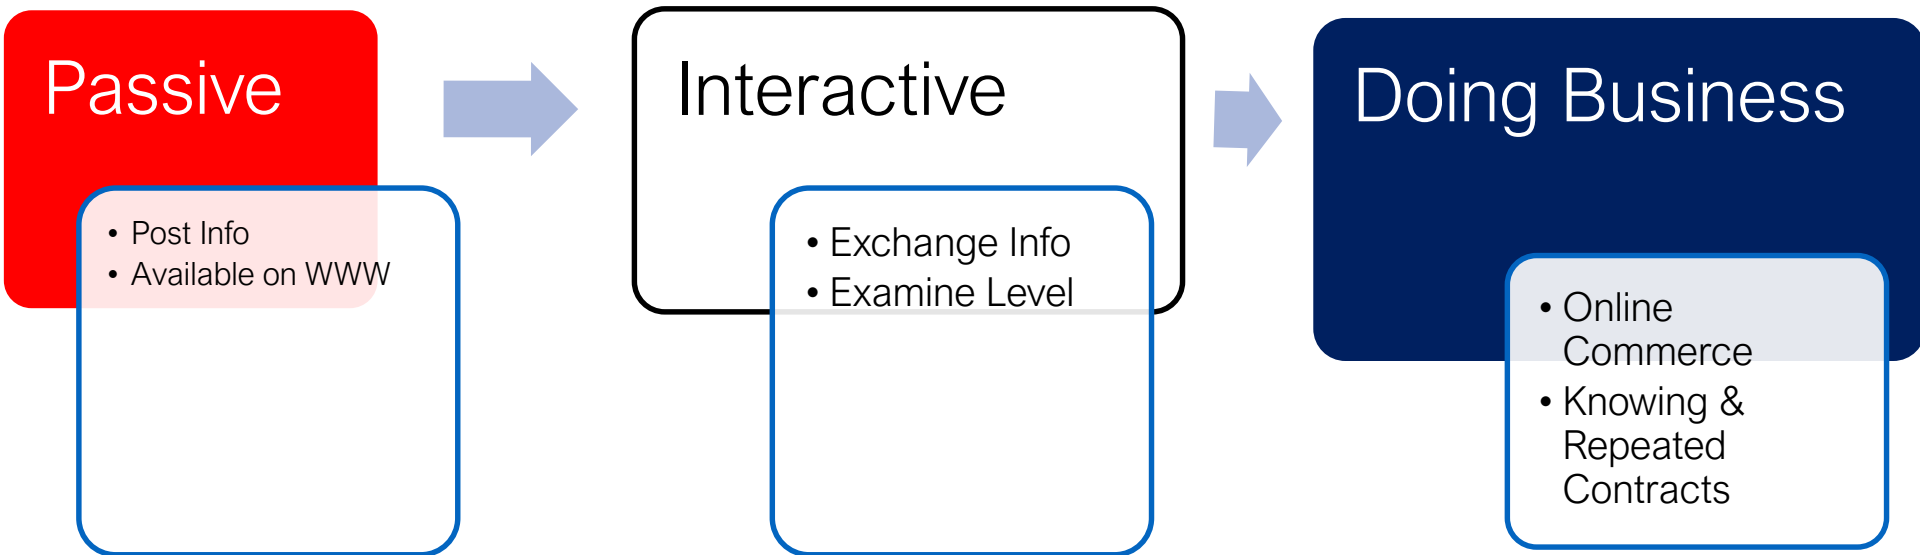 Passive
• Post Info
• Available on WWW
Interactive
• Exchange Info
• Examine Level
Doing Business
• Online
Commerce
• Knowing &
Repeated
Contracts